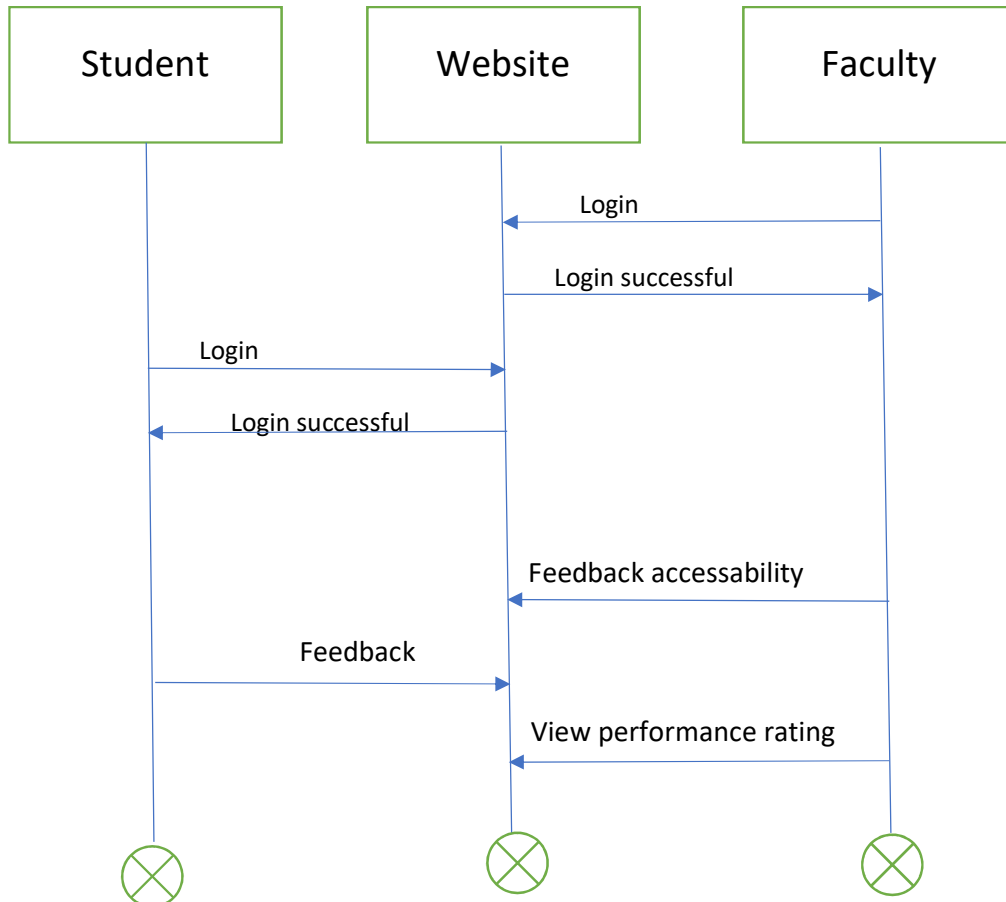 Student
Website
Faculty
Login
Login successful
Login
Login successful
Feedback accessability
Feedback
View performance rating